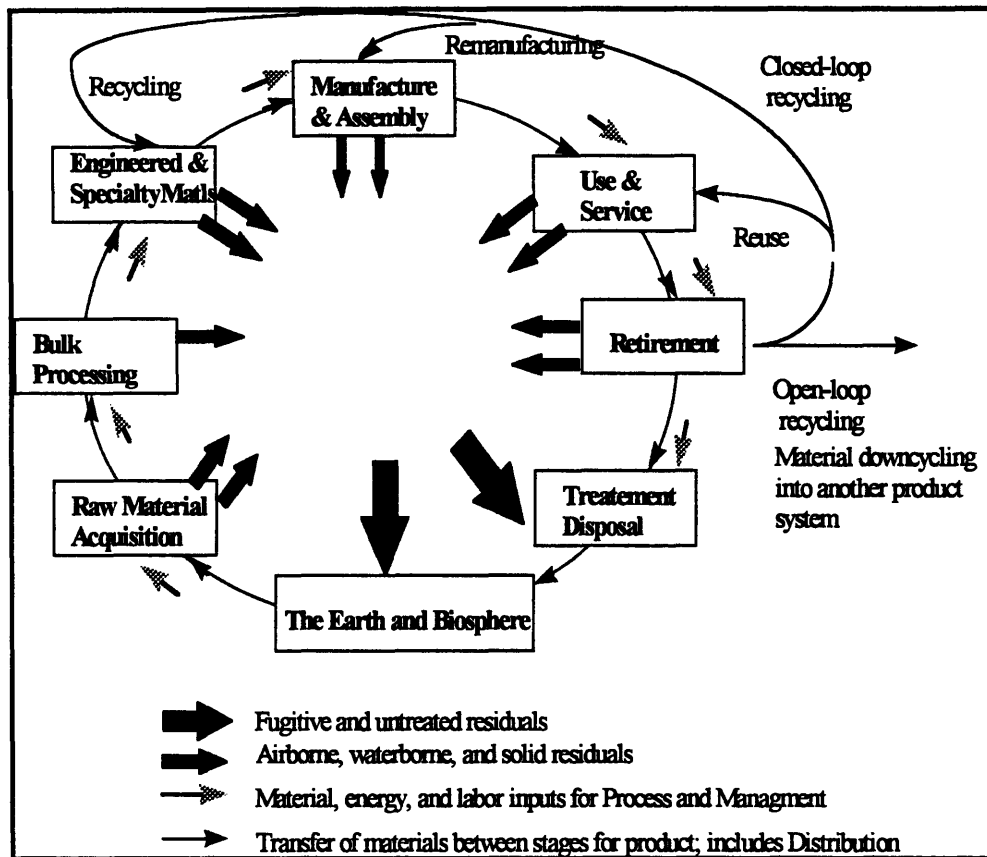 Remanufacturing
Recycling
Closed-loop
recycling
Manufacture
& Assembly
Engineered &
SpecialtyMatls
Use &
Service
Reuse
Bulk
Processing
Retirement
Open-loop
recycling
Material downcycling
into another product
system
Raw Material
Acquisition
Treatement
Disposal
The Earth and Biosphere
Fugitive and untreated residuals
Airborne, waterborne, and solid residuals
Material, energy, and labor inputs for Process and Managment
Transfer of materials between stages for product; includes Distribution